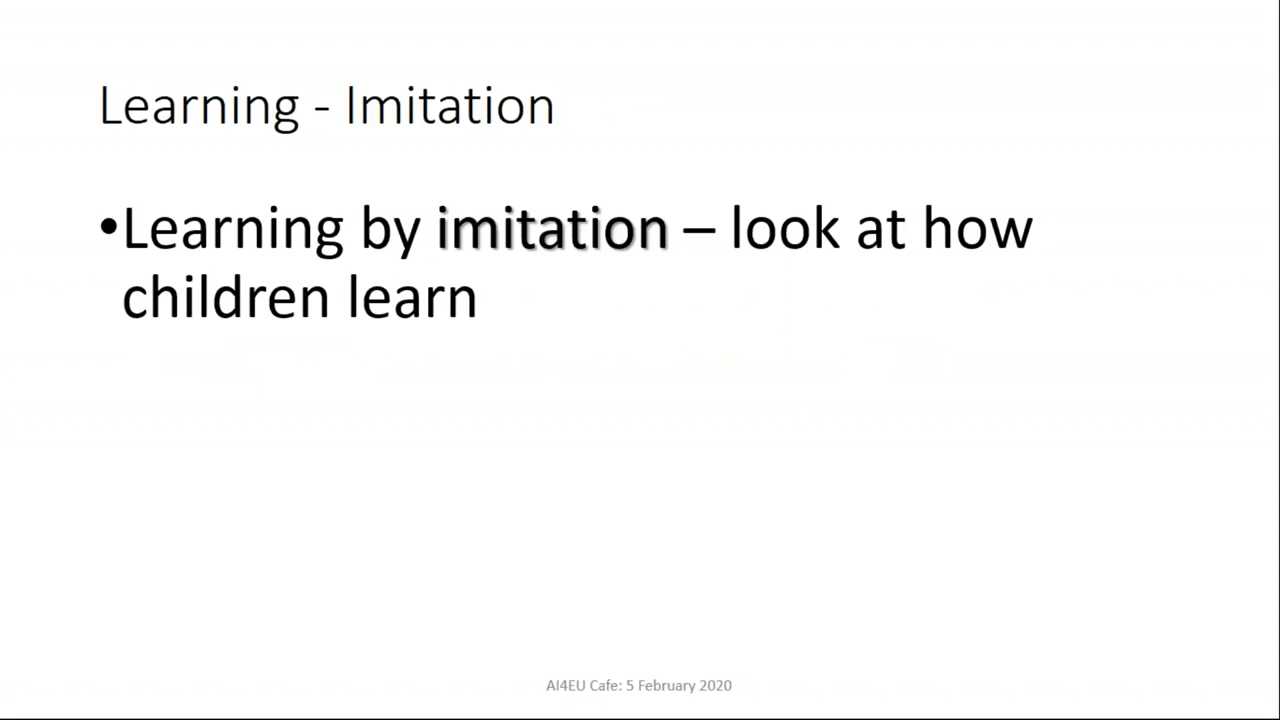 Learning - Imitation
•Learning by imitation – look at how
children learn
AI4EU Cafe: 5 February 2020